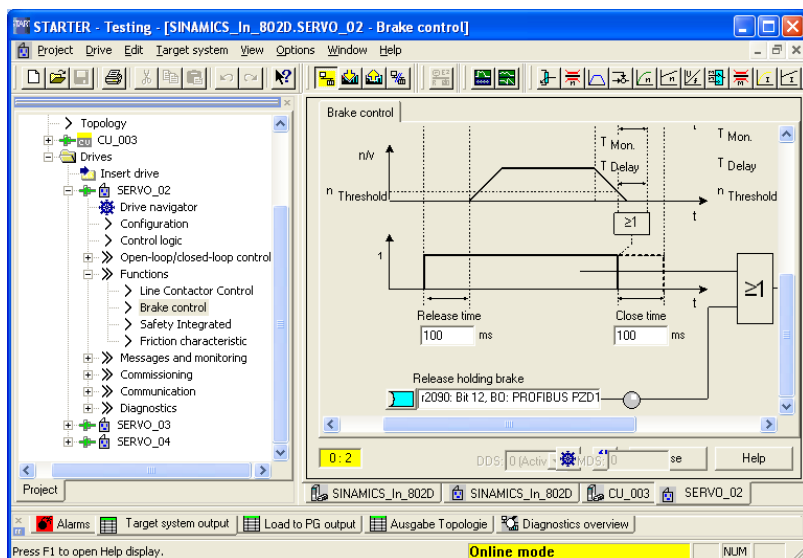 STARTER - Testing - [SINAMICS_In_802D.SERVO_02 - Brake control]
Project Drive Edit Target system View Options Window Help
Topology
CU_003
Drives
Insert drive
SERVO_02
Drive navigator
Configuration
Control logic
Open-loop/closed-loop control
Functions
Line Contactor Control
Brake control
Safety Integrated
Friction characteristic
Messages and monitoring
Commissioning
Communication
Diagnostics
SERVO_03
SERVO_04
Project
Brake control
n/v
T Mon.
T Mon.
T Delay
T Delay
n Threshold
n Threshold
t
≥1
1
t
≥1
Release time
Close time
100 ms
100 ms
Release holding brake
r2090: Bit 12, BO: PROFIBUS PZD1
0 : 2
DDS: 0 (Activ
MDS: 0
se
Help
SINAMICS_In_802D
SINAMICS_In_802D
CU_003
SERVO_02
Alarms
Target system output
Load to PG output
Ausgabe Topologie
Diagnostics overview
Press F1 to open Help display.
Online mode
NUM